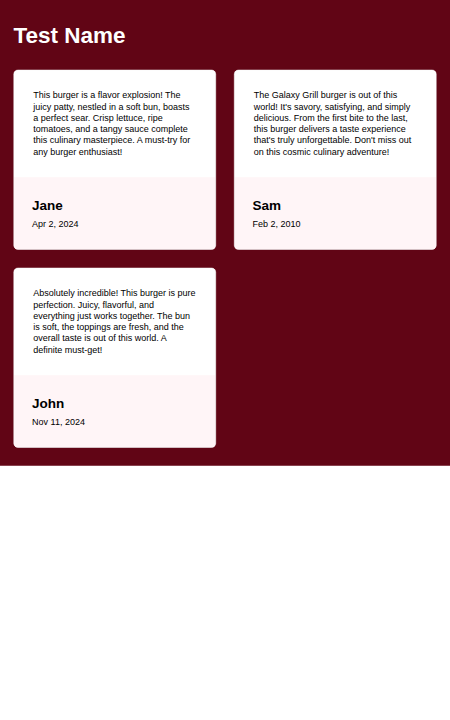 Test Name
This burger is a flavor explosion! The
juicy patty, nestled in a soft bun, boasts
a perfect sear. Crisp lettuce, ripe
tomatoes, and a tangy sauce complete
this culinary masterpiece. A must-try for
any burger enthusiast!
Jane
Apr 2, 2024
The Galaxy Grill burger is out of this
world! It's savory, satisfying, and simply
delicious. From the first bite to the last,
this burger delivers a taste experience
that's truly unforgettable. Don't miss out
on this cosmic culinary adventure!
Sam
Feb 2, 2010
Absolutely incredible! This burger is pure
perfection. Juicy, flavorful, and
everything just works together. The bun
is soft, the toppings are fresh, and the
overall taste is out of this world. A
definite must-get!
John
Nov 11, 2024